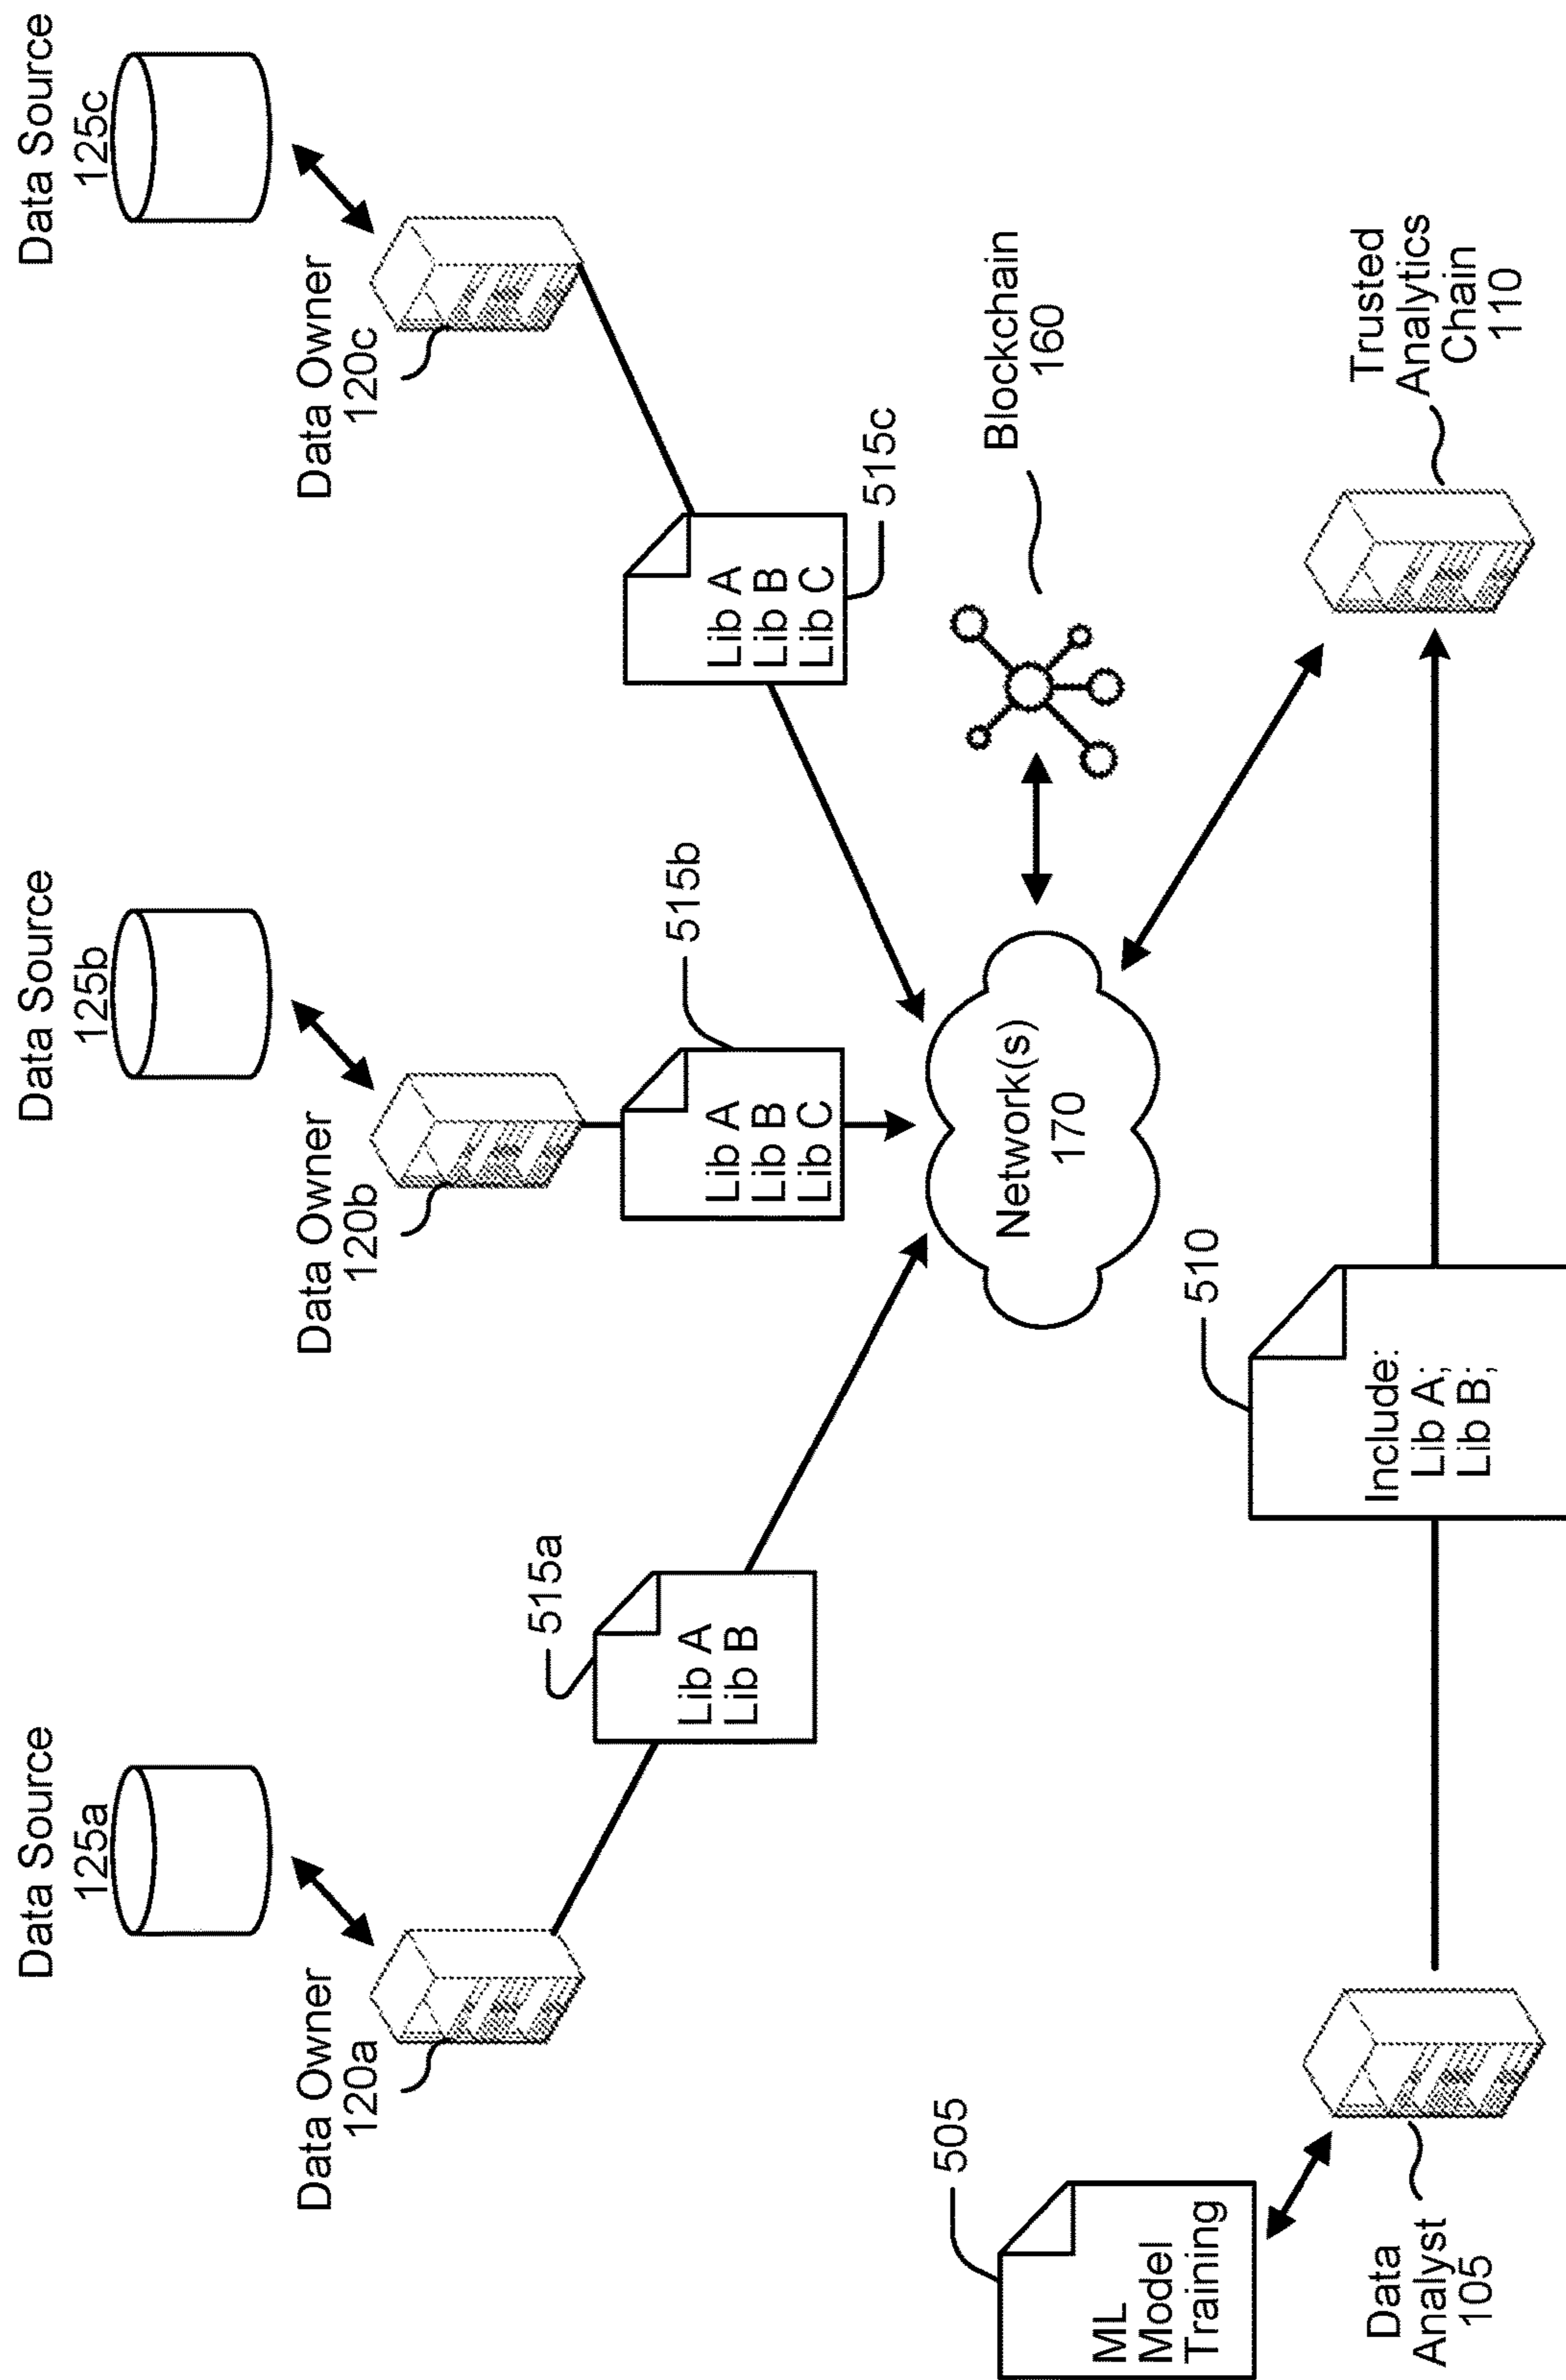 Data Source
125a
Data Source
125b
Data Source
125c
Data Owner
120a
Data Owner
120b
Data Owner
120c
515a
Lib A
Lib B
515b
Lib A
Lib B
Lib C
Lib A
Lib B
Lib C
515c
505
ML
Model
Training
Network(s)
170
Blockchain
160
510
Include:
Lib A;
Lib B;
Data
Analyst
105
Trusted
Analytics
Chain
110